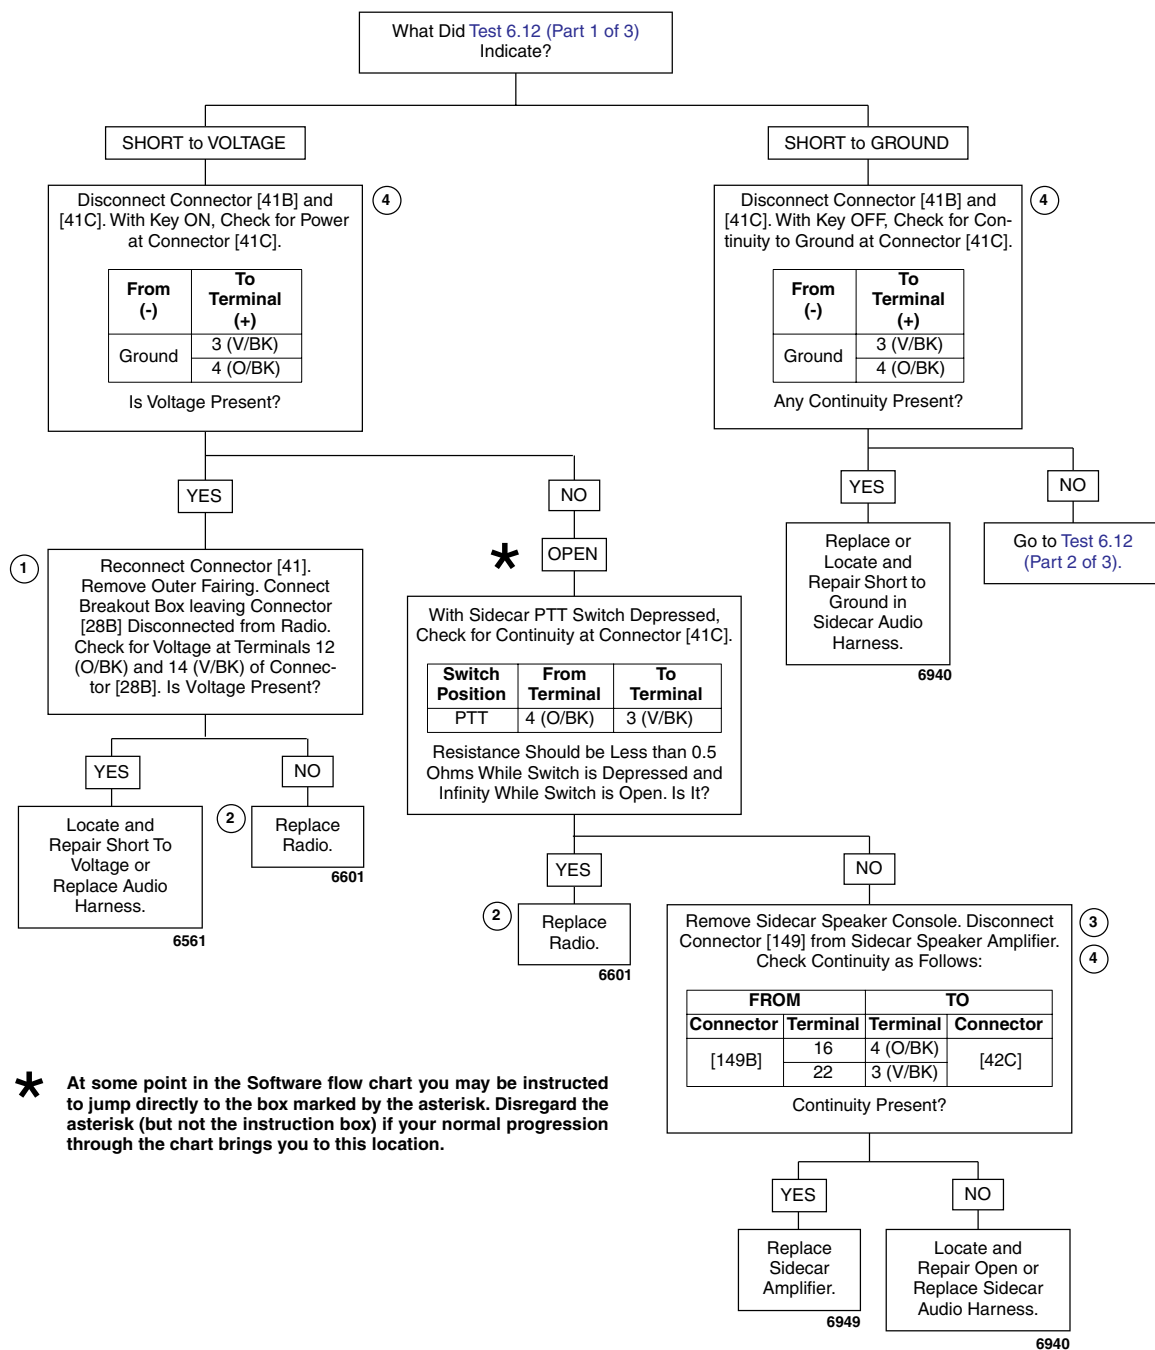 What Did Test 6.12 (Part 1 of 3)
Indicate?
SHORT to VOLTAGE
Disconnect Connector [41B] and
[41C]. With Key ON, Check for Power
at Connector [41C].
4
From
(-)
To
Terminal
(+)
Ground
3 (V/BK)
4 (O/BK)
Is Voltage Present?
YES
1
Reconnect Connector [41].
Remove Outer Fairing. Connect
Breakout Box leaving Connector
[28B] Disconnected from Radio.
Check for Voltage at Terminals 12
(O/BK) and 14 (V/BK) of Connec-
tor [28B]. Is Voltage Present?
YES
Locate and
Repair Short To
Voltage or
Replace Audio
Harness.
6561
NO
2
Replace
Radio.
6601
NO
*
OPEN
With Sidecar PTT Switch Depressed,
Check for Continuity at Connector [41C].
Switch
Position
From
Terminal
To
Terminal
PTT
4 (O/BK)
3 (V/BK)
Resistance Should be Less than 0.5
Ohms While Switch is Depressed and
Infinity While Switch is Open. Is It?
YES
2
Replace
Radio.
6601
NO
Remove Sidecar Speaker Console. Disconnect
Connector [149] from Sidecar Speaker Amplifier.
Check Continuity as Follows:
3
4
FROM
TO
Connector
Terminal
Terminal
Connector
[149B]
16
4 (O/BK)
[42C]
22
3 (V/BK)
Continuity Present?
YES
Replace
Sidecar
Amplifier.
6949
NO
Locate and
Repair Open or
Replace Sidecar
Audio Harness.
6940
SHORT to GROUND
Disconnect Connector [41B] and
[41C]. With Key OFF, Check for Con-
tinuity to Ground at Connector [41C].
4
From
(-)
To
Terminal
(+)
Ground
3 (V/BK)
4 (O/BK)
Any Continuity Present?
YES
Replace or
Locate and
Repair Short to
Ground in
Sidecar Audio
Harness.
6940
NO
Go to Test 6.12
(Part 2 of 3).
* At some point in the Software flow chart you may be instructed
to jump directly to the box marked by the asterisk. Disregard the
asterisk (but not the instruction box) if your normal progression
through the chart brings you to this location.